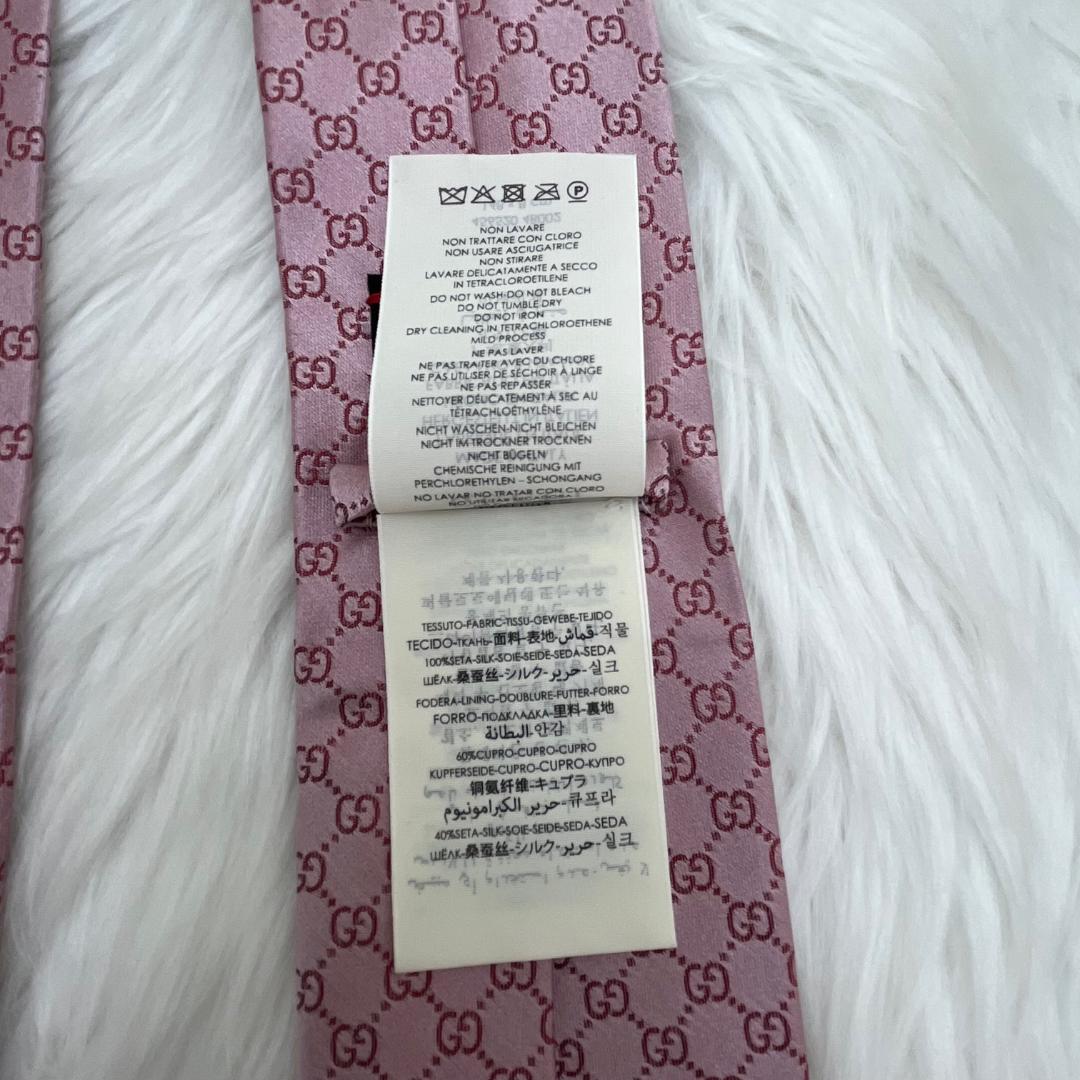 P
NON LAVARE
NON TRATTARE CON CLORO
NON USARE ASCIUGATRICE
NON STIRARE
LAVARE DELICATAMENTE A SECCO
IN TETRACLOROETILENE
DO NOT WASH-DO NOT BLEACH
DO NOT TUMBLE DRY
DO NOT IRON
DRY CLEANING IN TETRACHLOROETHENE
MILD PROCESS
NE PAS LAVER
NE PAS TRAITER AVEC DU CHLORE
NE PAS UTILISER DE SÉCHOIR À LINGE
NE PAS REPASSER
NETTOYER DÉLICATEMENT À SEC AU
TÉTRACHLOÉTHYLÈNE
NICHT WASCHEN-NICHT BLEICHEN
NICHT IM TROCKNER TROCKNEN
NICHT BÜGELN
CHEMISCHE REINIGUNG MIT
PERCHLORETHYLEN – SCHONGANG
NO LAVAR-NO TRATAR CON CLORO
NO UTILIZAR SECADORA
TESSUTO-FABRIC-TISSU-GEWEBE-TEJIDO
TECIDO-ТКАНЬ-面料-表地-قماش-직물
100%SETA-SILK-SOIE-SEIDE-SEDA-SEDA
ШЁЛК-桑蚕丝-シルク-حرير-실크
FODERA-LINING-DOUBLURE-FUTTER-FORRO
FORRO-ПОДКЛАДКА-里料-裏地
البطانة-안감
60%CUPRO-CUPRO-CUPRO
KUPFERSEIDE-CUPRO-CUPRO-КУПРО
铜氨纤维-キュプラ
حرير الكبرامونيوم-큐프라
40%SETA-SILK-SOIE-SEIDE-SEDA-SEDA
ШЁЛК-桑蚕丝-シルク-حرير-실크